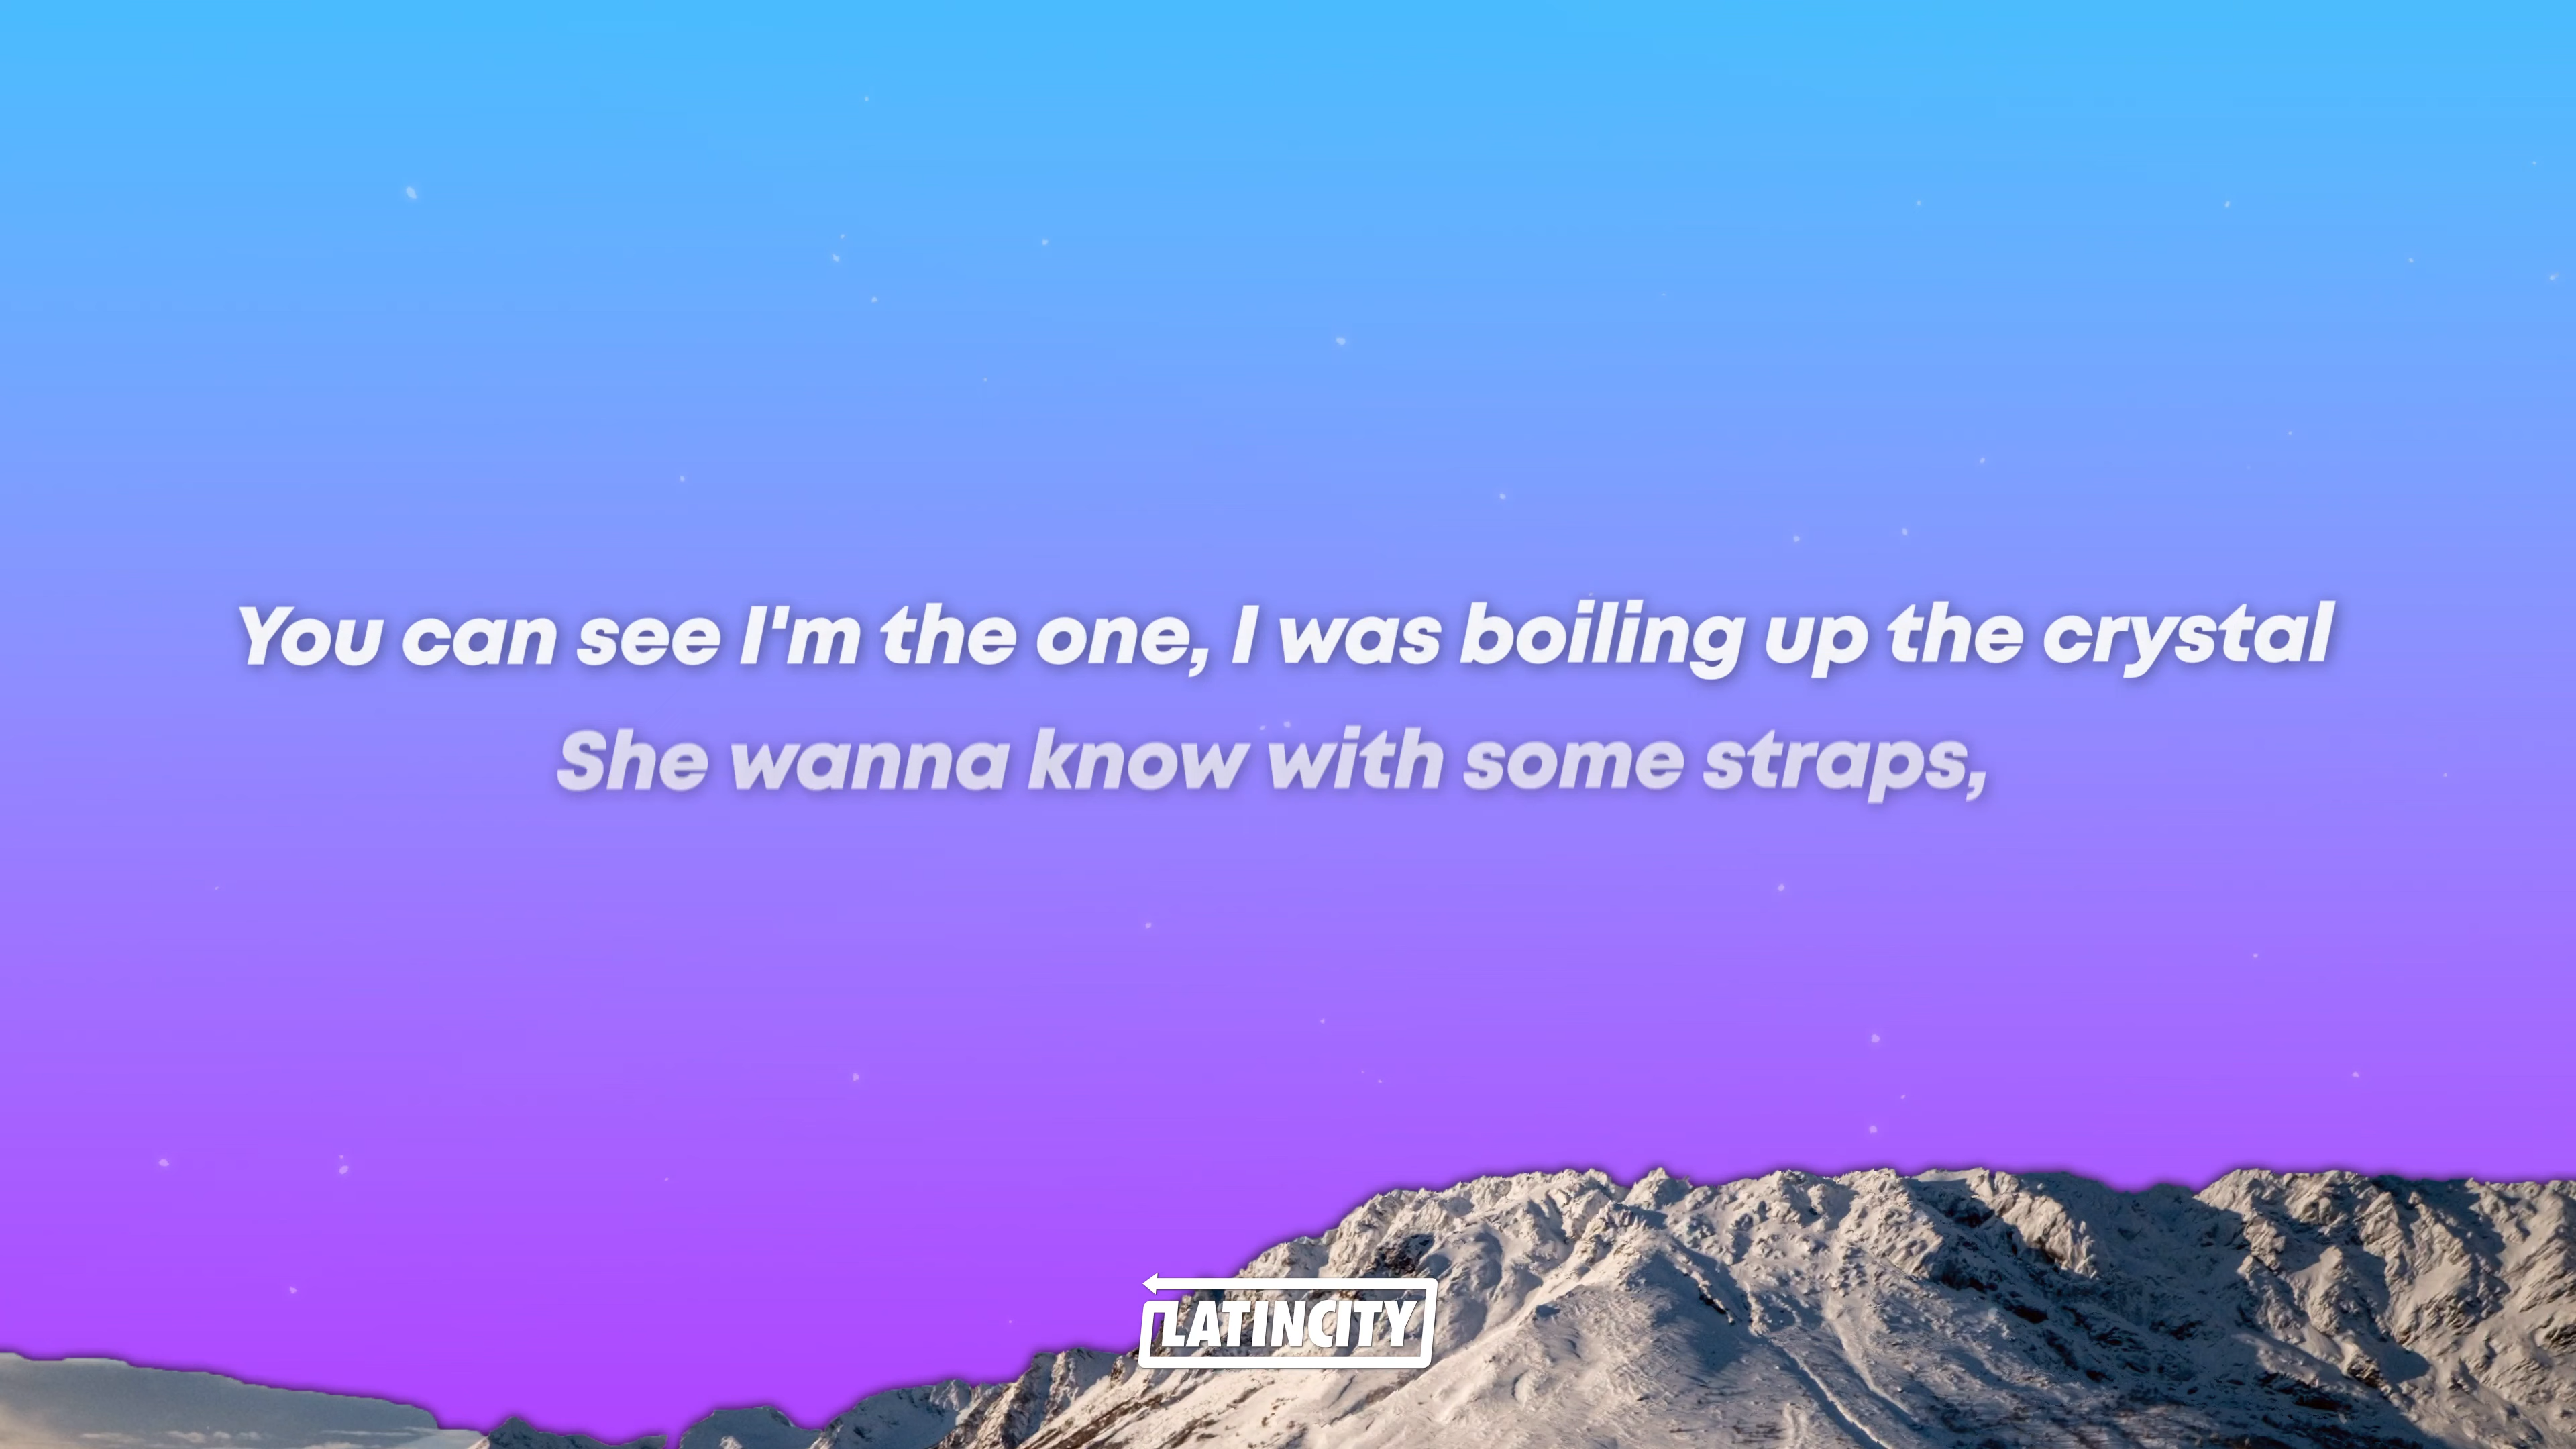 You can see I'm the one, I was boiling up the crystal
She wanna know with some straps,
LATINCITY